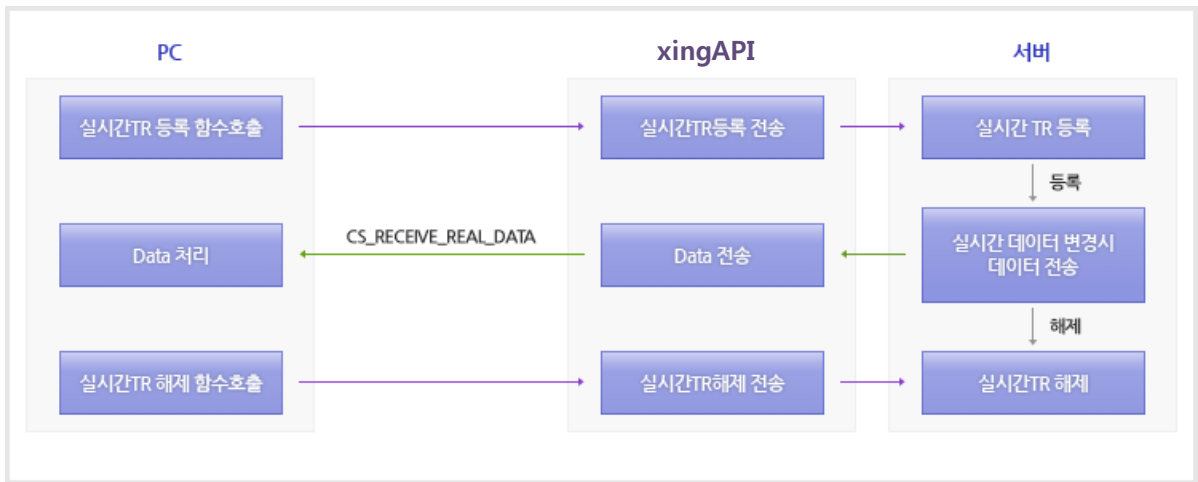 PC
xingAPI
서버
실시간TR 등록 함수호출
실시간TR등록 전송
실시간 TR 등록
등록
CS_RECEIVE_REAL_DATA
Data 처리
Data 전송
실시간 데이터 변경시
데이터 전송
해제
실시간TR 해제 함수호출
실시간TR해제 전송
실시간TR 해제